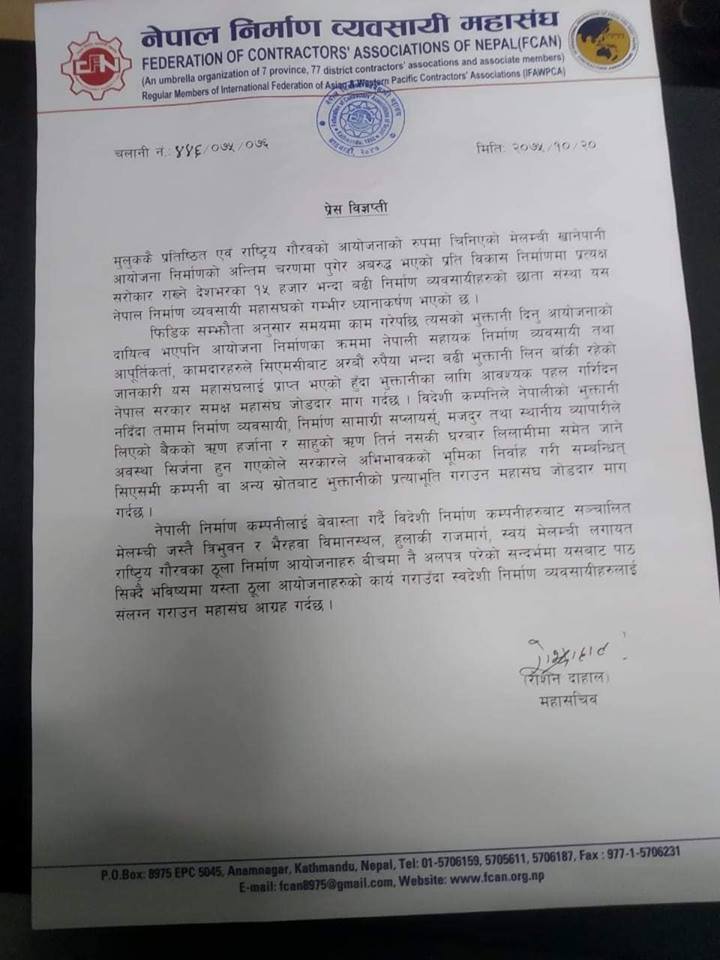 नेपाल निर्माण व्यवसायी महासंघ
FEDERATION OF CONTRACTORS' ASSOCIATIONS OF NEPAL(FCAN)
(An umbrella organization of 7 province, 77 district contractors' assocations and associate members)
Regular Members of International Federation of Asian & Western Pacific Contractors' Associations (IFAWPCA)
चलानी नं.: ४४६/०७५/०७६
मिति: २०७५/१०/२०
प्रेस विज्ञप्ती
मुलुककै प्रतिष्ठित एवं राष्ट्रिय गौरवको आयोजनाको रुपमा चिनिएको मेलम्ची खानेपानी
आयोजना निर्माणको अन्तिम चरणमा पुगेर अबरुद्ध भएको प्रति विकास निर्माणमा प्रत्यक्ष
सरोकार राख्ने देशभरका १५ हजार भन्दा बढी निर्माण व्यवसायीहरुको छाता संस्था यस
नेपाल निर्माण व्यवसायी महासंघको गम्भीर ध्यानाकर्षण भएको छ ।
फिडिक सम्झौता अनुसार समयमा काम गरेपछि त्यसको भुक्तानी दिनु आयोजनाको
दायित्व भएपनि आयोजना निर्माणका क्रममा नेपाली सहायक निर्माण व्यवसायी तथा
आपूर्तिकर्ता, कामदारहरुले सिएमसीबाट अरबौं रुपैया भन्दा बढी भुक्तानी लिन बाँकी रहेको
जानकारी यस महासंघलाई प्राप्त भएको हुँदा भुक्तानीका लागि आवश्यक पहल गरिदिन
नेपाल सरकार समक्ष महासंघ जोडदार माग गर्दछ । विदेशी कम्पनिले नेपालीको भुक्तानी
नदिँदा तमाम निर्माण व्यवसायी, निर्माण सामाग्री सप्लायर्स, मजदुर तथा स्थानीय व्यापारीले
लिएको बैकको ऋण हर्जाना र साहुको ऋण तिर्न नसकी घरबार लिलामीमा समेत जाने
अवस्था सिर्जना हुन गएकोले सरकारले अभिभावकको भूमिका निर्वाह गरी सम्बन्धित्
सिएसमी कम्पनी वा अन्य स्रोतबाट भुक्तानीको प्रत्याभूति गराउन महासंघ जोडदार माग
गर्दछ ।
नेपाली निर्माण कम्पनीलाई बेवास्ता गर्दै विदेशी निर्माण कम्पनीहरुबाट सञ्चालित
मेलम्ची जस्तै त्रिभुवन र भैरहवा विमानस्थल, हुलाकी राजमार्ग, स्वयं मेलम्ची लगायत
राष्ट्रिय गौरवका ठूला निर्माण आयोजनाहरु बीचमा नै अलपत्र परेको सन्दर्भमा यसबाट पाठ
सिक्दै भविष्यमा यस्ता ठूला आयोजनाहरुको कार्य गराउँदा स्वदेशी निर्माण व्यवसायीहरुलाई
संलग्न गराउन महासंघ आग्रह गर्दछ ।
(रोशन दाहाल)
महासचिव
P.O.Box: 8975 EPC 5045, Anamnagar, Kathmandu, Nepal, Tel: 01-5706159, 5705611, 5706187, Fax : 977-1-5706231
E-mail: fcan8975@gmail.com, Website: www.fcan.org.np